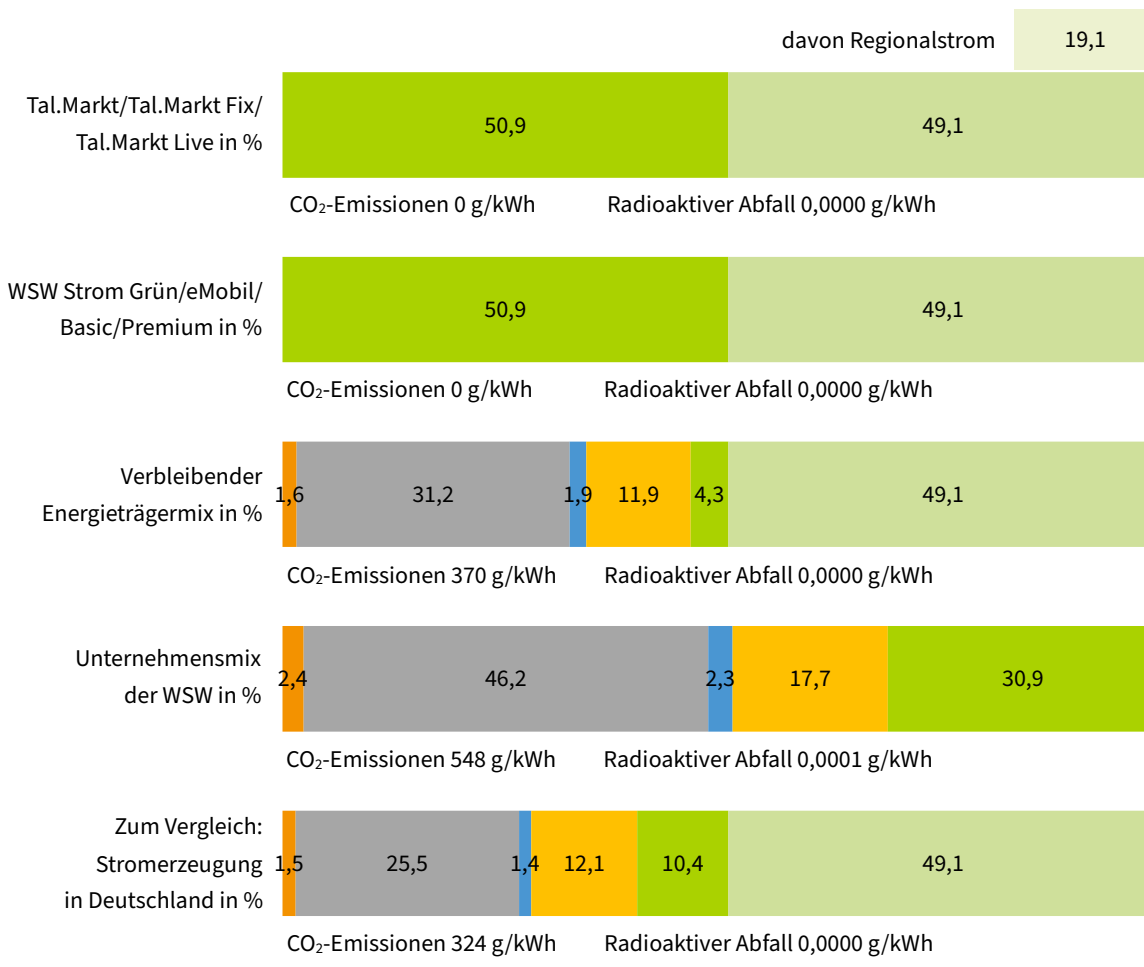 davon Regionalstrom 19,1
Tal.Markt/Tal.Markt Fix/
Tal.Markt Live in %
50,9 49,1
CO₂-Emissionen 0 g/kWh Radioaktiver Abfall 0,0000 g/kWh
WSW Strom Grün/eMobil/
Basic/Premium in %
50,9 49,1
CO₂-Emissionen 0 g/kWh Radioaktiver Abfall 0,0000 g/kWh
Verbleibender
Energieträgermix in %
1,6 31,2 1,9 11,9 4,3 49,1
CO₂-Emissionen 370 g/kWh Radioaktiver Abfall 0,0000 g/kWh
Unternehmensmix
der WSW in %
2,4 46,2 2,3 17,7 30,9
CO₂-Emissionen 548 g/kWh Radioaktiver Abfall 0,0001 g/kWh
Zum Vergleich:
Stromerzeugung
in Deutschland in %
1,5 25,5 1,4 12,1 10,4 49,1
CO₂-Emissionen 324 g/kWh Radioaktiver Abfall 0,0000 g/kWh